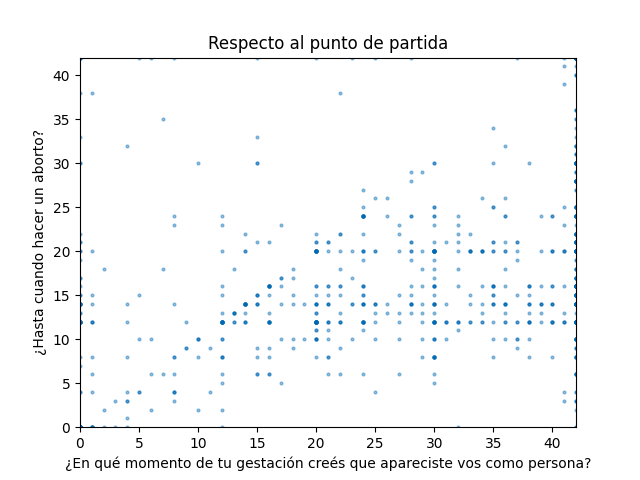 Respecto al punto de partida
40
35
30
25
20
15
10
5
0
¿Hasta cuando hacer un aborto?
0 5 10 15 20 25 30 35 40
¿En qué momento de tu gestación creés que apareciste vos como persona?